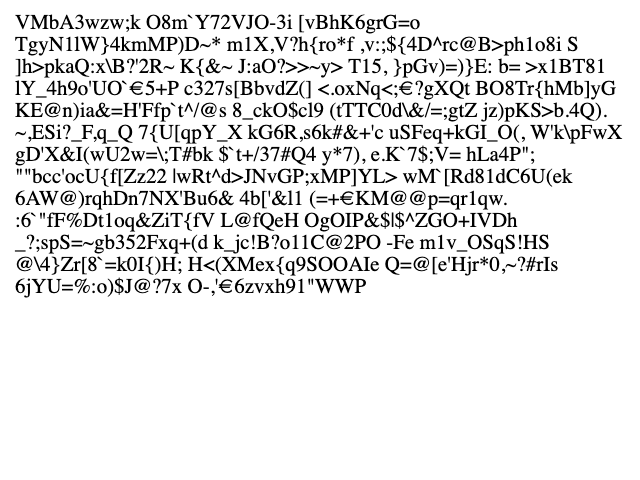 VMbA3wzw;k O8m`Y72VJO-3i [vBhK6grG=o
TgyN1lW}4kmMP)D~* m1X,V?h{ro*f ,v:;${4D^rc@B>ph1o8i S
]h>pkaQ:x\B?'2R~ K{&~ J:aO?>>~y> T15, }pGv)=)}E: b= >x1BT81
lY_4h9o'UO`€5+P c327s[BbvdZ(] <.oxNq<;€?gXQt BO8Tr{hMb]yG
KE@n)ia&=H'Ffp`t^/@s 8_ckO$cl9 (tTTC0d\&/=;gtZ jz)pKS>b.4Q).
~,ESi?_F,q_Q 7{U[qpY_X kG6R,s6k#&+'c uSFeq+kGI_O(, W'k\pFwX
gD'X&I(wU2w=\;T#bk $`t+/37#Q4 y*7), e.K`7$;V= hLa4P";
""bcc'ocU{f[Zz22 |wRt^d>JNvGP;xMP]YL> wM`[Rd81dC6U(ek
6AW@)rqhDn7NX'Bu6& 4b['&l1 (=+€KM@@p=qr1qw.
:6`"fF%Dt1oq&ZiT{fV L@fQeH OgOIP&$|$^ZGO+IVDh
_?;spS=~gb352Fxq+(d k_jc!B?o11C@2PO -Fe m1v_OSqS!HS
@\4}Zr[8`=k0I{)H; H<(XMex{q9SOOAIe Q=@[e'Hjr*0,~?#rIs
6jYU=%:o)$J@?7x O-,'€6zvxh91"WWP